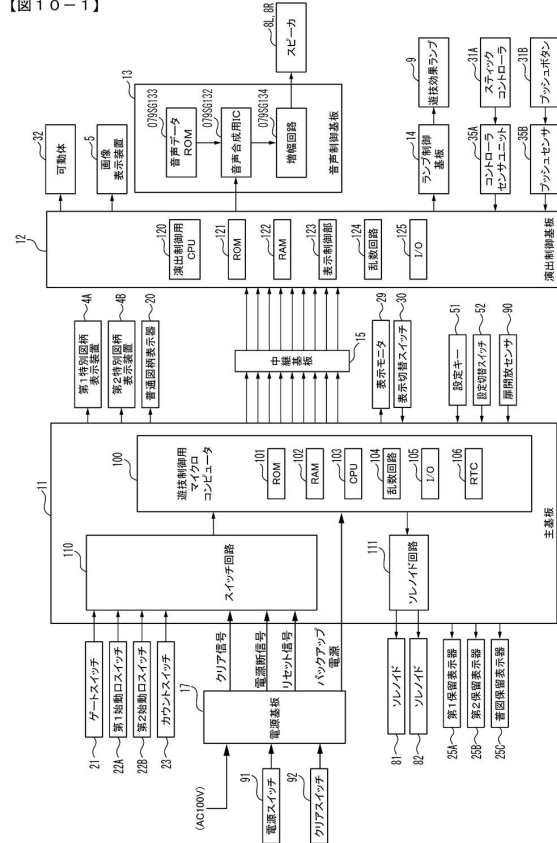 【図10-1】
32
可動体
5
画像
表示装置
13
079SG133
音声データ
ROM
079SG132
音声合成用IC
079SG134
増幅回路
音声制御基板
8L, 8R
スピーカ
9
遊技効果ランプ
14
ランプ制御
基板
31A
スティック
コントローラ
35A
コントローラ
センサユニット
31B
プッシュボタン
35B
プッシュセンサ
12
120
演出制御用
CPU
121
ROM
122
RAM
123
表示制御部
124
乱数回路
125
I/O
演出制御基板
4A
第1特別図柄
表示装置
4B
第2特別図柄
表示装置
20
普通図柄表示器
中継基板
15
29
表示モニタ
30
表示切替スイッチ
51
設定キー
52
設定切替スイッチ
90
扉開放センサ
11
100
遊技制御用
マイクロ
コンピュータ
101
ROM
102
RAM
103
CPU
104
乱数回路
105
I/O
106
RTC
110
スイッチ回路
111
ソレノイド回路
主基板
21
ゲートスイッチ
22A
第1始動口スイッチ
22B
第2始動口スイッチ
23
カウントスイッチ
クリア信号
電源断信号
リセット信号
バックアップ
電源
17
電源基板
(AC100V)
91
電源スイッチ
92
クリアスイッチ
81
ソレノイド
82
ソレノイド
25A
第1保留表示器
25B
第2保留表示器
25C
普図保留表示器